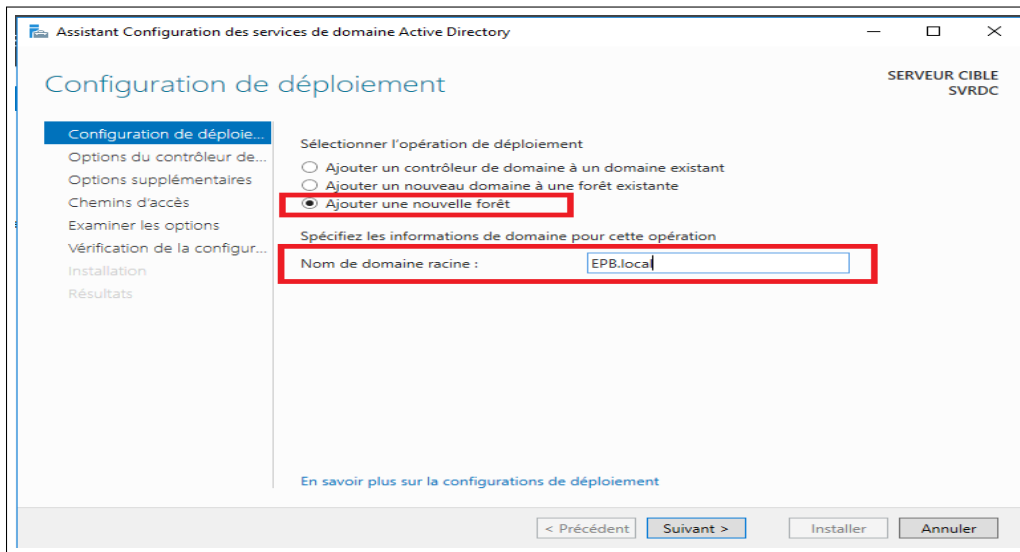 Assistant Configuration des services de domaine Active Directory
Configuration de déploiement
SERVEUR CIBLE
SVRDC
Configuration de déploie...
Options du contrôleur de...
Options supplémentaires
Chemins d'accès
Examiner les options
Vérification de la configur...
Installation
Résultats
Sélectionner l'opération de déploiement
Ajouter un contrôleur de domaine à un domaine existant
Ajouter un nouveau domaine à une forêt existante
Ajouter une nouvelle forêt
Spécifiez les informations de domaine pour cette opération
Nom de domaine racine : EPB.local
En savoir plus sur la configurations de déploiement
< Précédent Suivant > Installer Annuler